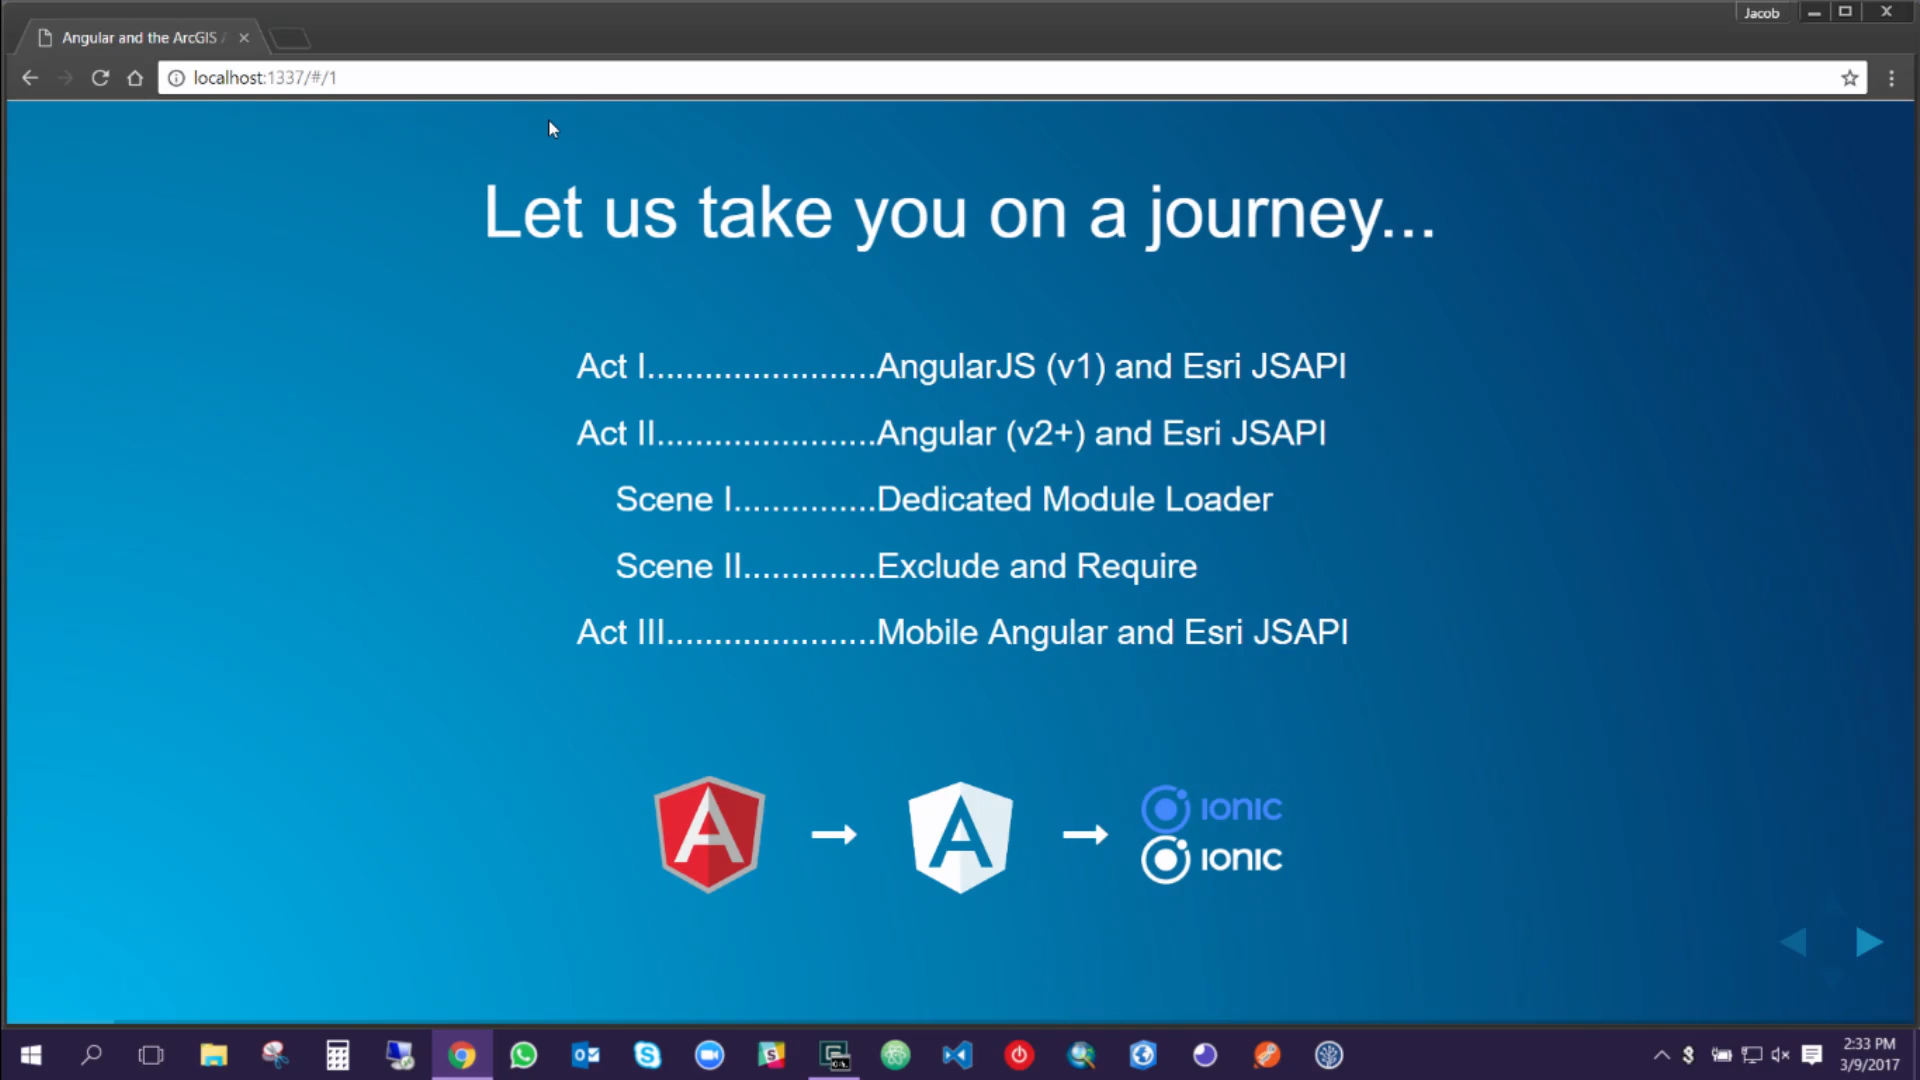 Jacob
Angular and the ArcGIS
localhost:1337/#/1
Let us take you on a journey...
Act I........................AngularJS (v1) and Esri JSAPI
Act II.......................Angular (v2+) and Esri JSAPI
Scene I...............Dedicated Module Loader
Scene II..............Exclude and Require
Act III......................Mobile Angular and Esri JSAPI
A
A
IONIC
IONIC
2:33 PM
3/9/2017